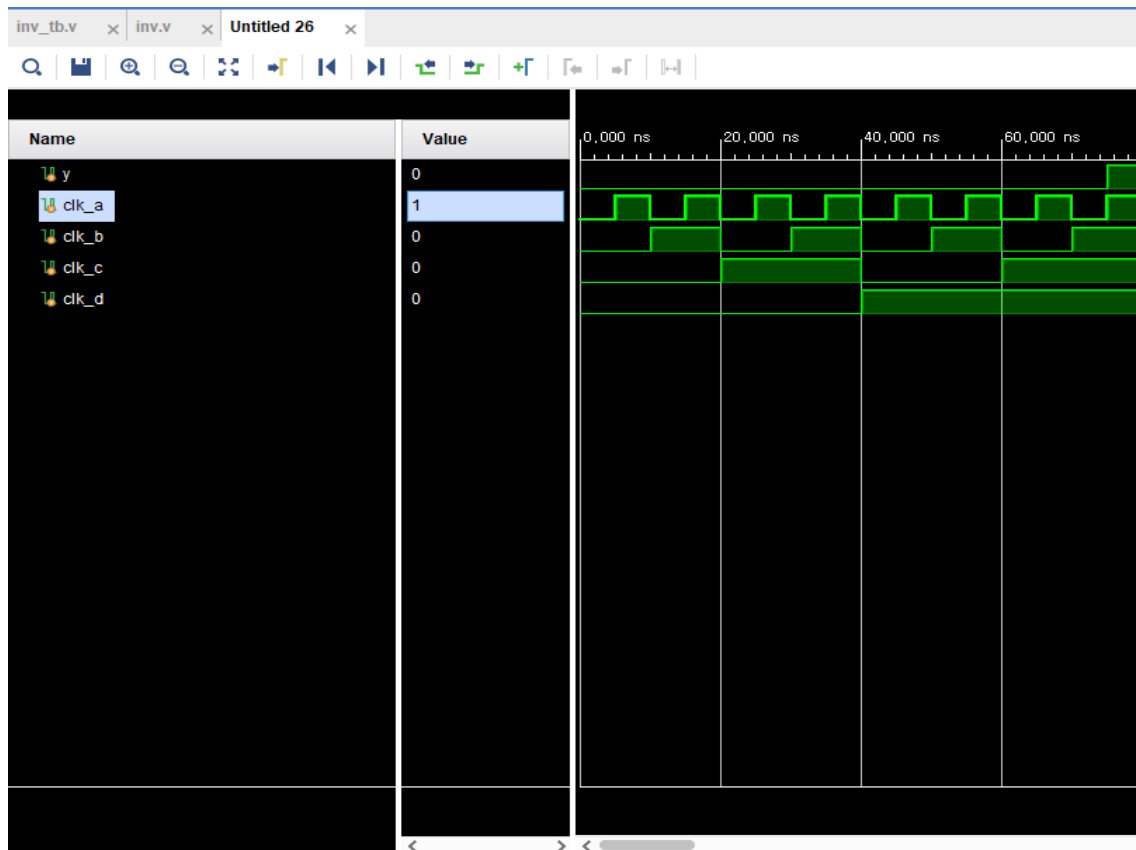 inv_tb.v × inv.v × Untitled 26 ×
Name Value
0,000 ns 20,000 ns 40,000 ns 60,000 ns
y 0
clk_a 1
clk_b 0
clk_c 0
clk_d 0